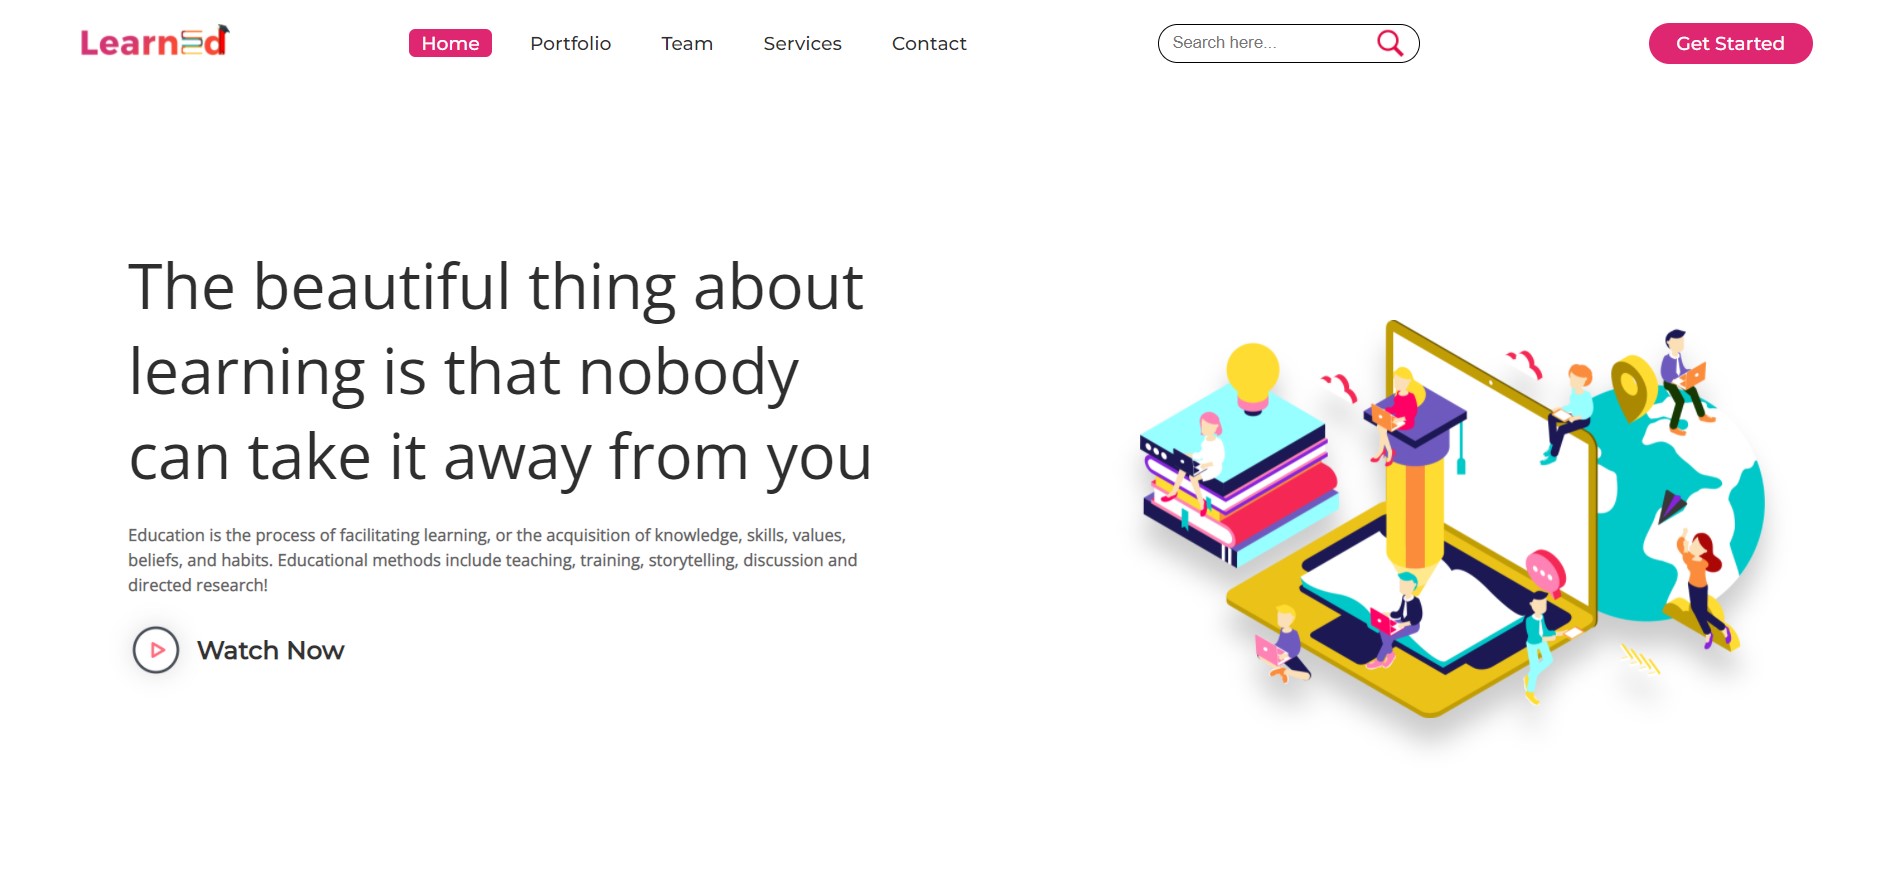 LearnEd
Home
Portfolio
Team
Services
Contact
Search here...
Get Started
The beautiful thing about
learning is that nobody
can take it away from you
Education is the process of facilitating learning, or the acquisition of knowledge, skills, values,
beliefs, and habits. Educational methods include teaching, training, storytelling, discussion and
directed research!
Watch Now